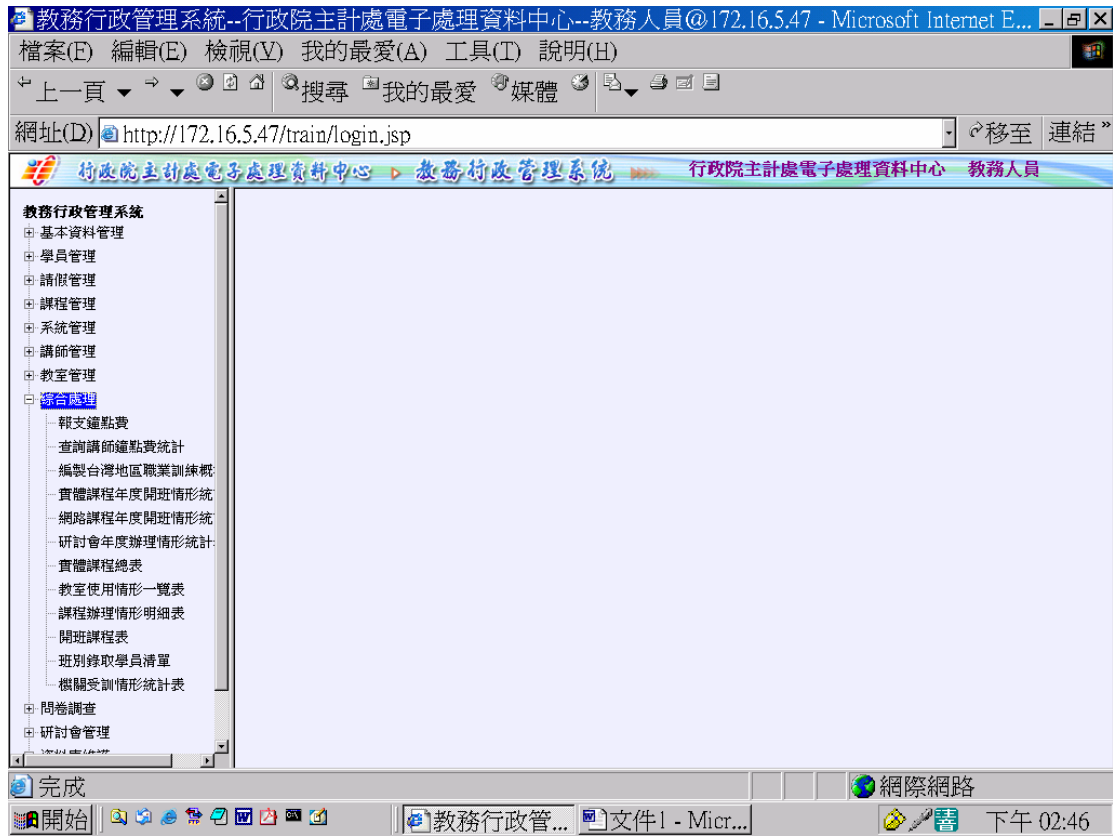 教務行政管理系統--行政院主計處電子處理資料中心--教務人員@172.16.5.47 - Microsoft Internet E...
檔案(F) 編輯(E) 檢視(V) 我的最愛(A) 工具(T) 說明(H)
上一頁 搜尋 我的最愛 媒體
網址(D) http://172.16.5.47/train/login.jsp 移至 連結 »
行政院主計處電子處理資料中心 教務行政管理系統 行政院主計處電子處理資料中心 教務人員
教務行政管理系統
基本資料管理
學員管理
請假管理
課程管理
系統管理
講師管理
教室管理
綜合處理
報支鐘點費
查詢講師鐘點費統計
編製台灣地區職業訓練概
實體課程年度開班情形統
網路課程年度開班情形統
研討會年度辦理情形統計
實體課程總表
教室使用情形一覽表
課程辦理情形明細表
開班課程表
班別錄取學員清單
機關受訓情形統計表
問卷調查
研討會管理
完成 網際網路
開始 教務行政管... 文件1 - Micr... 下午 02:46